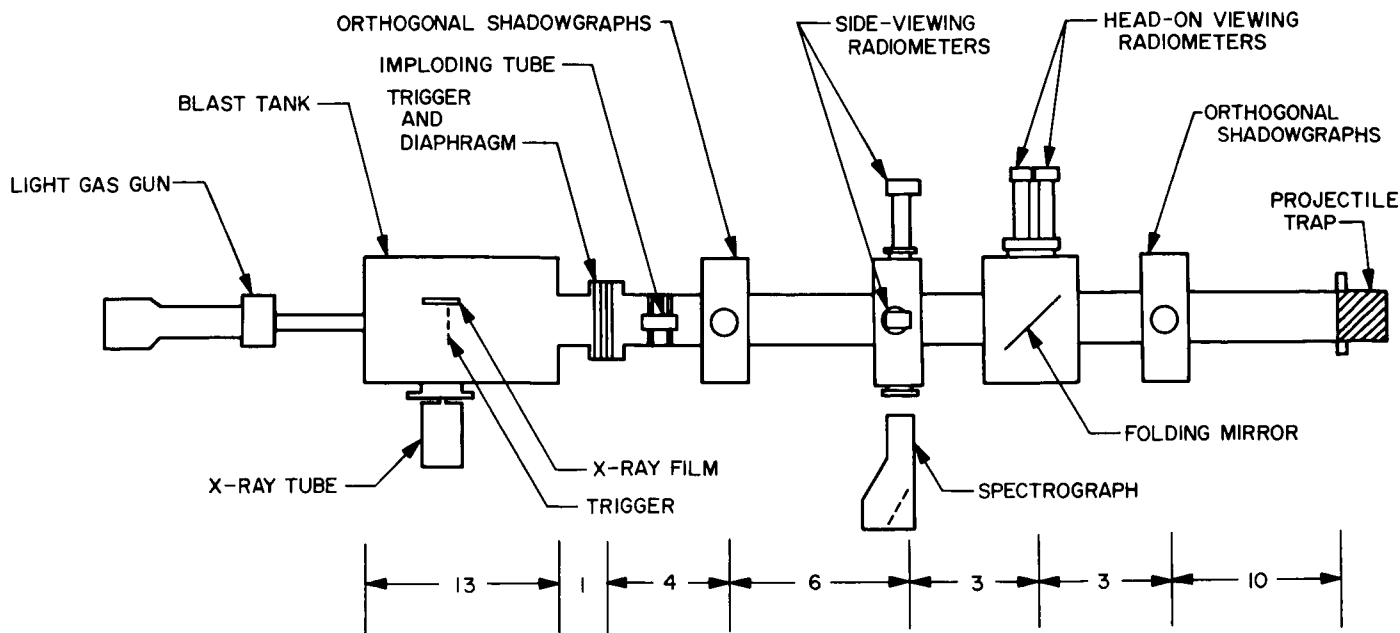 ORTHOGONAL SHADOWGRAPHS
SIDE-VIEWING
RADIOMETERS
HEAD-ON VIEWING
RADIOMETERS
IMPLODING TUBE
BLAST TANK
TRIGGER
AND
DIAPHRAGM
ORTHOGONAL
SHADOWGRAPHS
LIGHT GAS GUN
PROJECTILE
TRAP
FOLDING MIRROR
X-RAY FILM
X-RAY TUBE
SPECTROGRAPH
TRIGGER
13
1
4
6
3
3
10